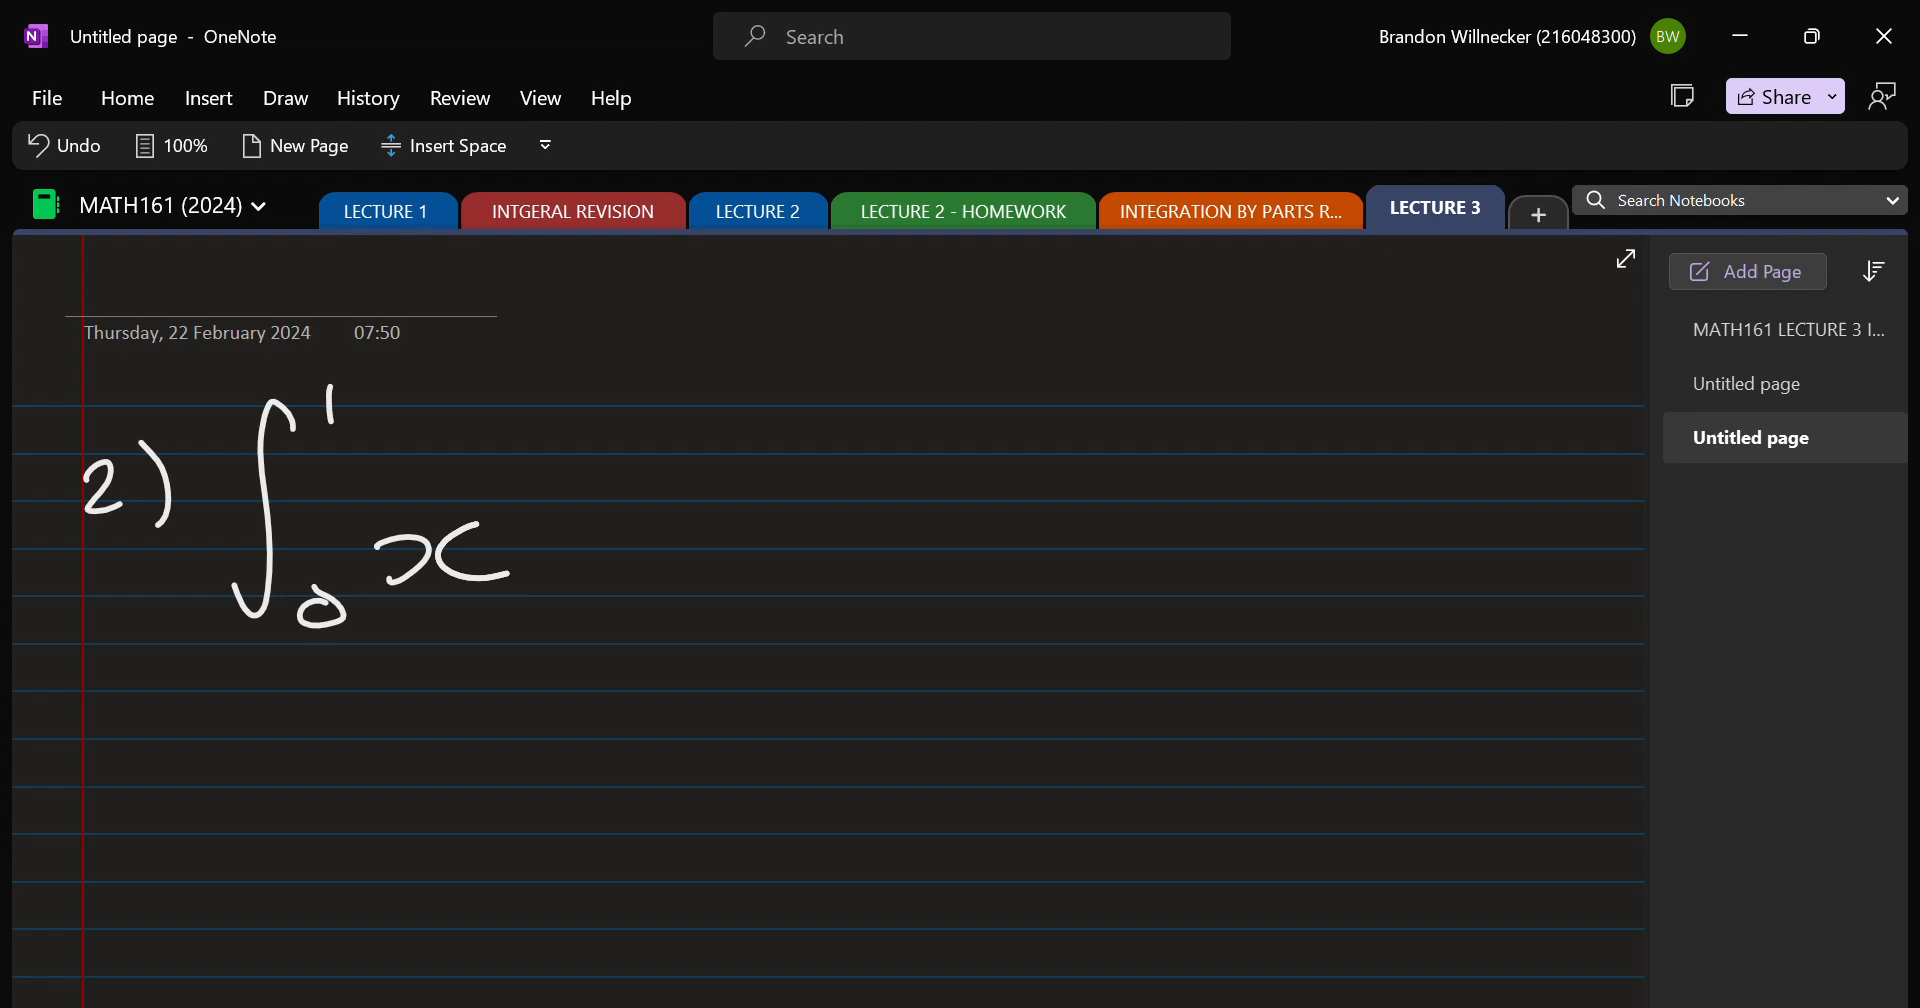 Untitled page - OneNote
Search
Brandon Willnecker (216048300) BW
File Home Insert Draw History Review View Help
Share
Undo 100% New Page Insert Space
MATH161 (2024) LECTURE 1 INTGERAL REVISION LECTURE 2 LECTURE 2 - HOMEWORK INTEGRATION BY PARTS R... LECTURE 3 + Search Notebooks
Add Page
Thursday, 22 February 2024 07:50
MATH161 LECTURE 3 I...
Untitled page
Untitled page
2) ∫₀¹ x